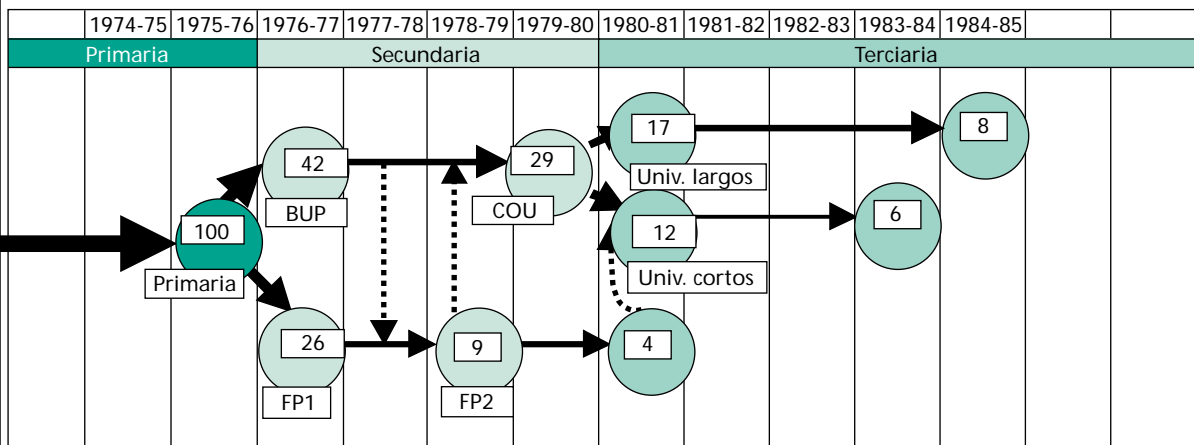 1974-75 1975-76 1976-77 1977-78 1978-79 1979-80 1980-81 1981-82 1982-83 1983-84 1984-85
Primaria Secundaria Terciaria
17 8
42 29
Univ. largos
BUP COU 6
100 12
Primaria Univ. cortos
26 9 4
FP1 FP2